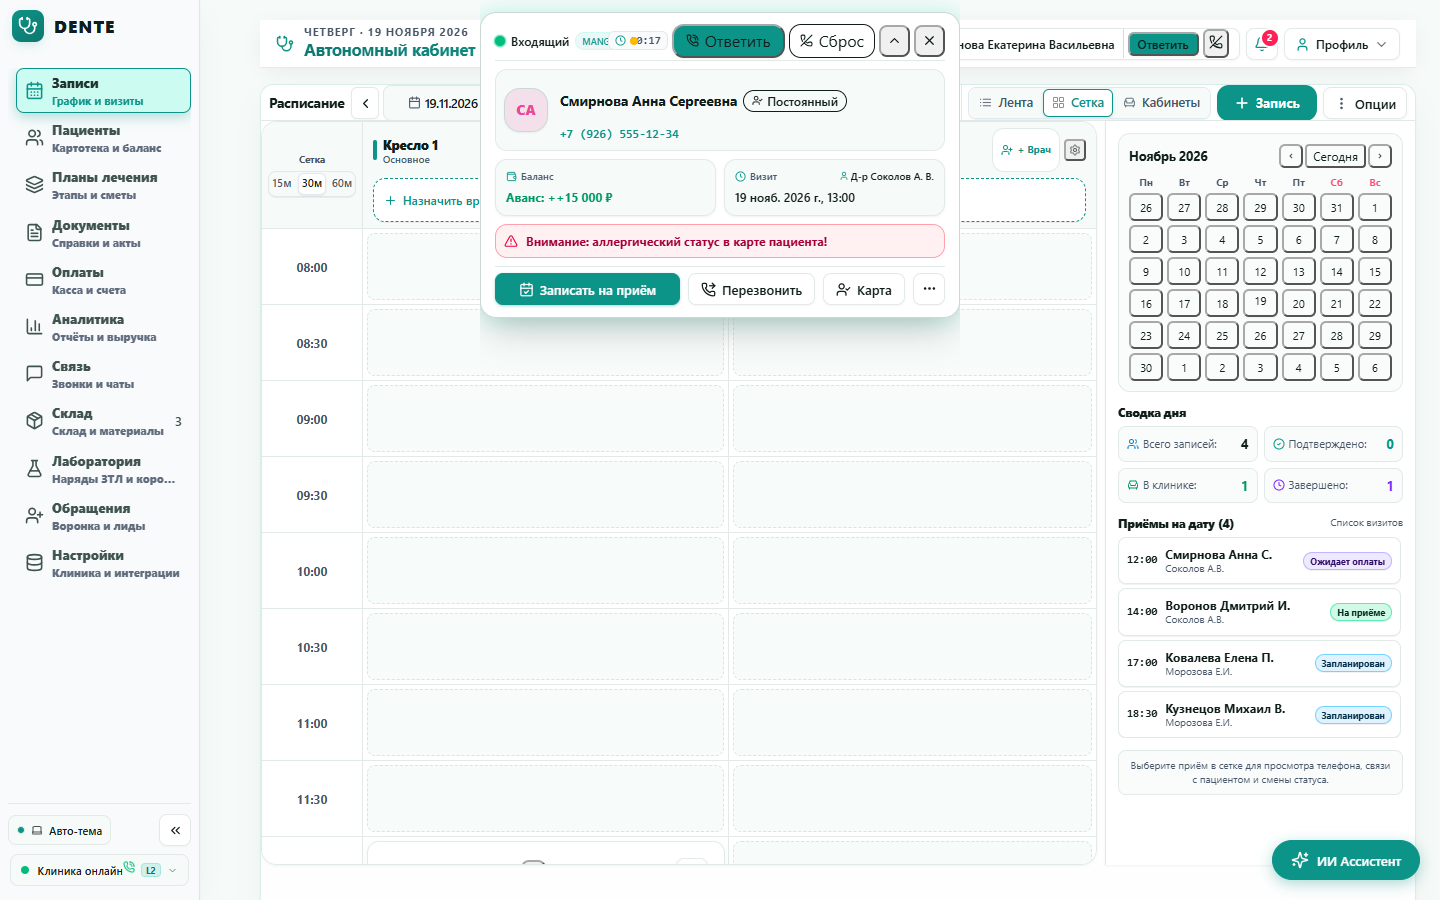 DENTE
Записи
График и визиты
Пациенты
Картотека и баланс
Планы лечения
Этапы и сметы
Документы
Справки и акты
Оплаты
Касса и счета
Аналитика
Отчёты и выручка
Связь
Звонки и чаты
Склад
Склад и материалы
3
Лаборатория
Наряды ЗТЛ и коро...
Обращения
Воронка и лиды
Настройки
Клиника и интеграции
Авто-тема
Клиника онлайн
L2
ЧЕТВЕРГ · 19 НОЯБРЯ 2026
Автономный кабинет
Входящий
MANG
0:17
Ответить
Сброс
СА
Смирнова Анна Сергеевна
Постоянный
+7 (926) 555-12-34
Баланс
Аванс: ++15 000 ₽
Визит
Д-р Соколов А. В.
19 нояб. 2026 г., 13:00
Внимание: аллергический статус в карте пациента!
Записать на приём
Перезвонить
Карта
нова Екатерина Васильевна
Ответить
2
Профиль
Расписание
19.11.2026
Лента
Сетка
Кабинеты
Запись
Опции
Сетка
15м
30м
60м
Кресло 1
Основное
+ Врач
Назначить вр
08:00
08:30
09:00
09:30
10:00
10:30
11:00
11:30
Ноябрь 2026
Сегодня
Пн Вт Ср Чт Пт Сб Вс
26 27 28 29 30 31 1
2 3 4 5 6 7 8
9 10 11 12 13 14 15
16 17 18 19 20 21 22
23 24 25 26 27 28 29
30 1 2 3 4 5 6
Сводка дня
Всего записей: 4
Подтверждено: 0
В клинике: 1
Завершено: 1
Приёмы на дату (4)
Список визитов
12:00
Смирнова Анна С.
Соколов А.В.
Ожидает оплаты
14:00
Воронов Дмитрий И.
Соколов А.В.
На приёме
17:00
Ковалева Елена П.
Морозова Е.И.
Запланирован
18:30
Кузнецов Михаил В.
Морозова Е.И.
Запланирован
Выберите приём в сетке для просмотра телефона, связи
с пациентом и смены статуса.
ИИ Ассистент